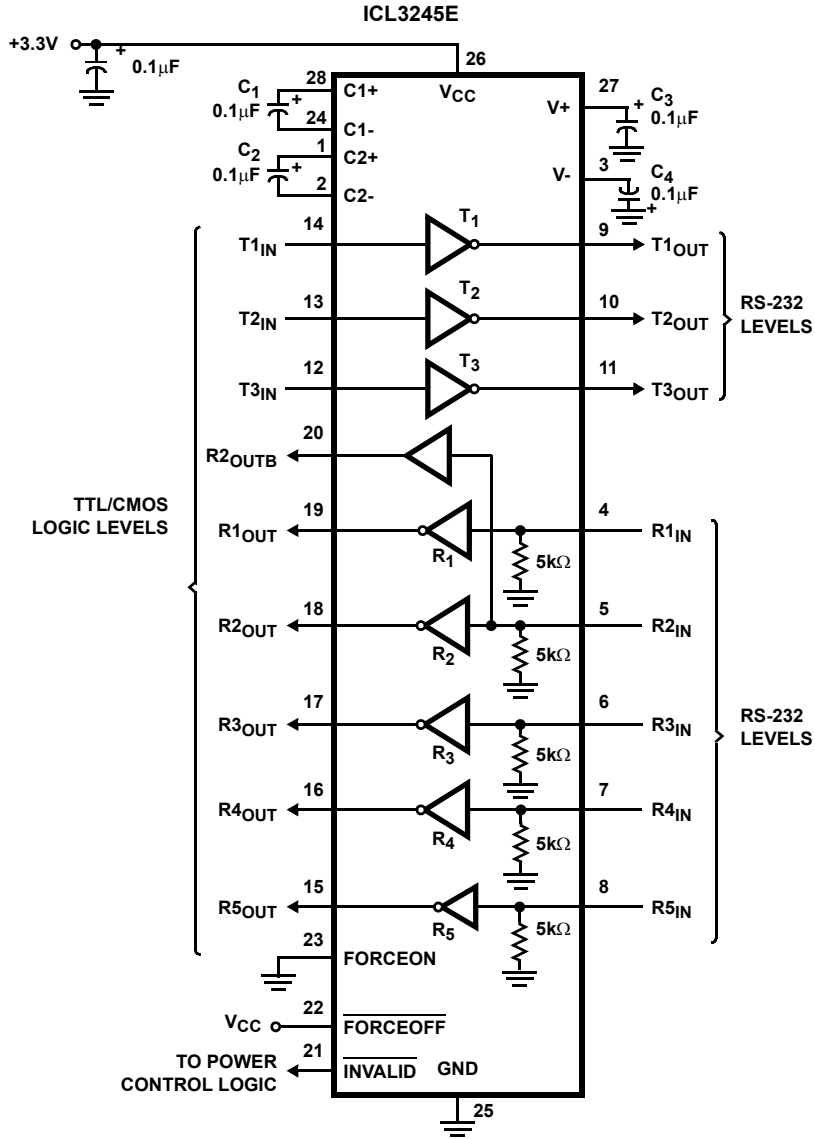 ICL3245E
+3.3V
+
0.1μF
26
VCC
C1
0.1μF
+
28
C1+
24
C1-
C2
0.1μF
+
1
C2+
2
C2-
27
V+
+
C3
0.1μF
3
V-
C4
0.1μF
+
T1IN
14
T1
9
T1OUT
T2IN
13
T2
10
T2OUT
T3IN
12
T3
11
T3OUT
RS-232
LEVELS
R2OUTB
20
TTL/CMOS
LOGIC LEVELS
R1OUT
19
R1
5kΩ
4
R1IN
R2OUT
18
R2
5kΩ
5
R2IN
R3OUT
17
R3
5kΩ
6
R3IN
R4OUT
16
R4
5kΩ
7
R4IN
R5OUT
15
R5
5kΩ
8
R5IN
RS-232
LEVELS
23
FORCEON
VCC
22
FORCEOFF
TO POWER
CONTROL LOGIC
21
INVALID
GND
25